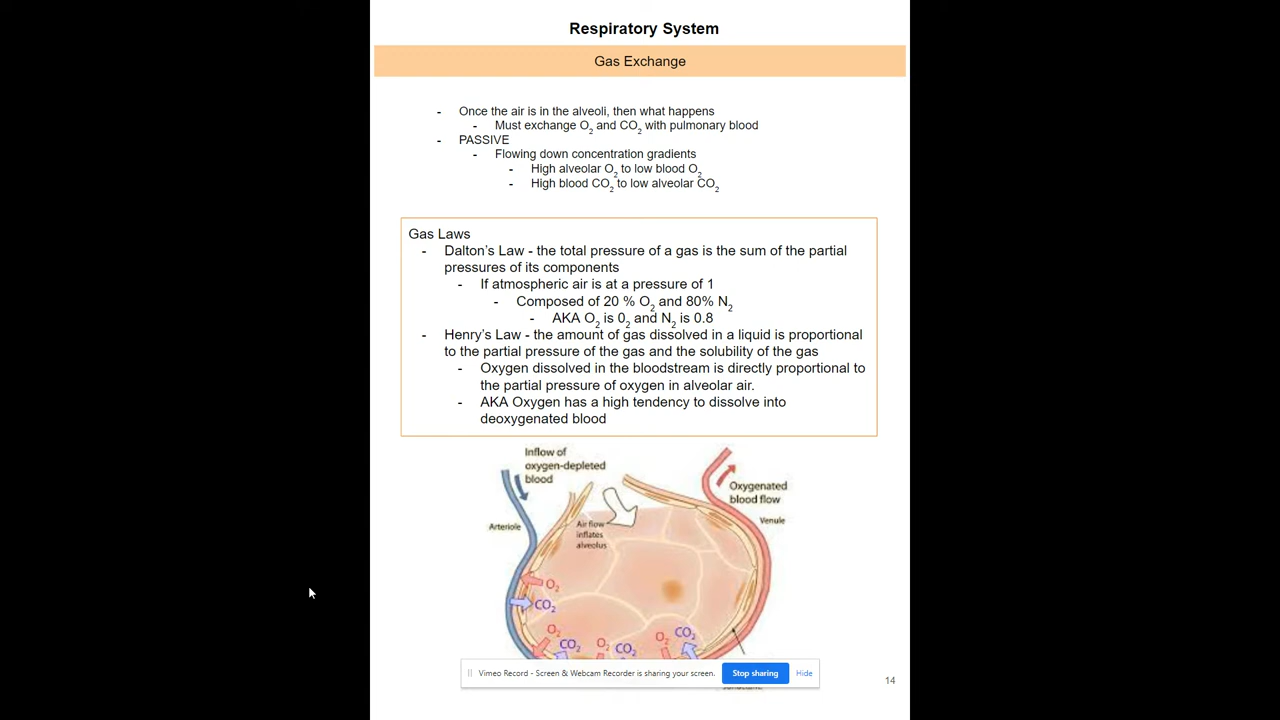 Respiratory System
Gas Exchange
- Once the air is in the alveoli, then what happens
- Must exchange O₂ and CO₂ with pulmonary blood
- PASSIVE
- Flowing down concentration gradients
- High alveolar O₂ to low blood O₂
- High blood CO₂ to low alveolar CO₂
Gas Laws
- Dalton's Law - the total pressure of a gas is the sum of the partial
pressures of its components
- If atmospheric air is at a pressure of 1
- Composed of 20 % O₂ and 80% N₂
- AKA O₂ is 0₂ and N₂ is 0.8
- Henry's Law - the amount of gas dissolved in a liquid is proportional
to the partial pressure of the gas and the solubility of the gas
- Oxygen dissolved in the bloodstream is directly proportional to
the partial pressure of oxygen in alveolar air.
- AKA Oxygen has a high tendency to dissolve into
deoxygenated blood
Inflow of
oxygen-depleted
blood
Oxygenated
blood flow
Arteriole
Air flow
inflates
alveolus
Venule
O₂
CO₂
O₂
CO₂
O₂
CO₂
O₂
CO₂
Vimeo Record - Screen & Webcam Recorder is sharing your screen.
Stop sharing
Hide
14